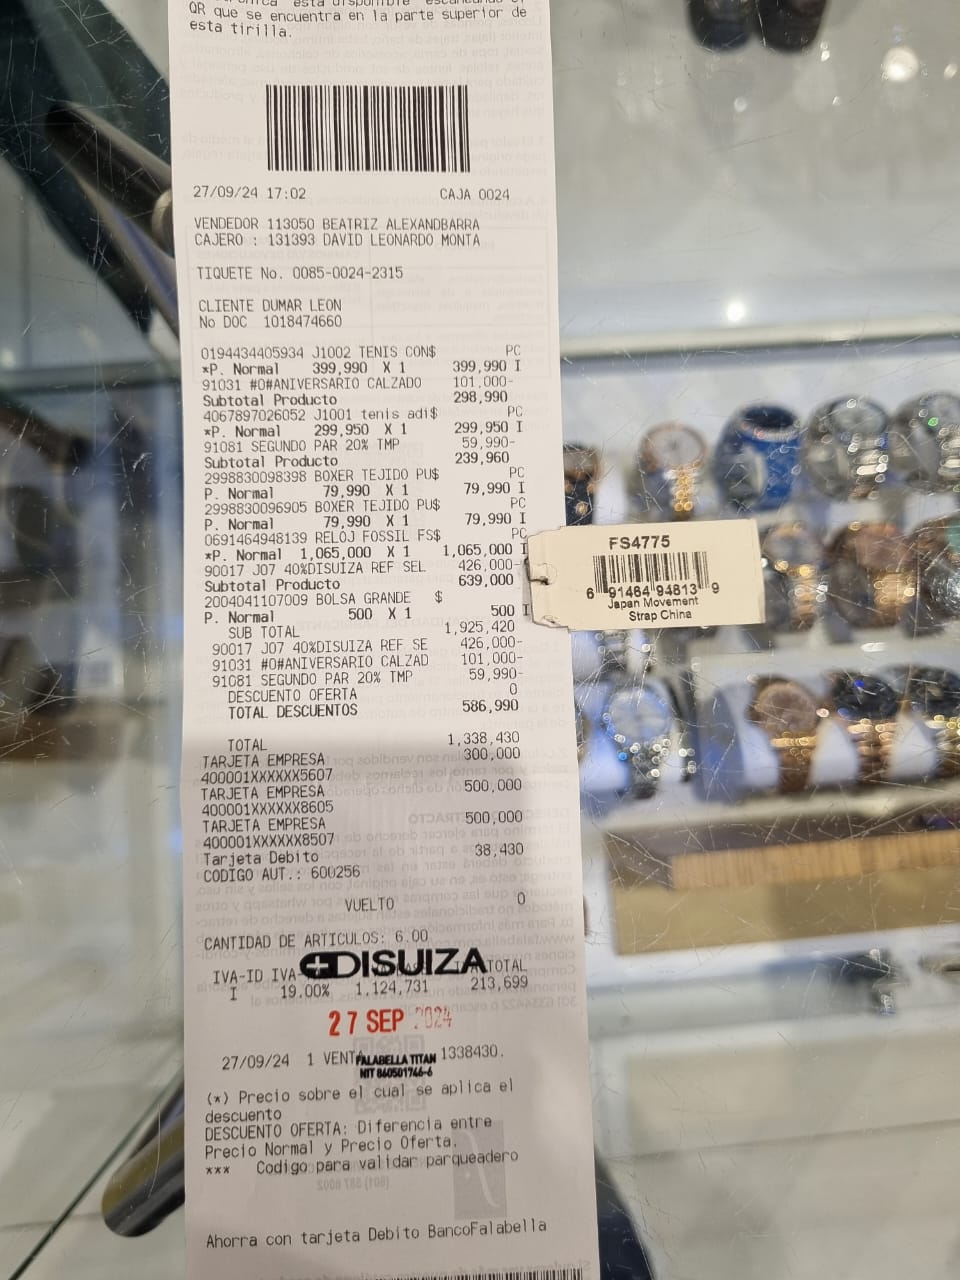 QR que se encuentra en la parte superior de
esta tirilla.
27/09/24 17:02 CAJA 0024
VENDEDOR 113050 BEATRIZ ALEXANDBARRA
CAJERO : 131393 DAVID LEONARDO MONTA
TIQUETE No. 0085-0024-2315
CLIENTE DUMAR LEON
No DOC 1018474660
0194434405934 J1002 TENIS CON$ PC
*P. Normal 399,990 X 1 399,990 I
91031 #O#ANIVERSARIO CALZADO 101,000-
Subtotal Producto 298,990
4067897026052 J1001 tenis adi$ PC
*P. Normal 299,950 X 1 299,950 I
91081 SEGUNDO PAR 20% TMP 59,990-
Subtotal Producto 239,960
2998830098398 BOXER TEJIDO PU$ PC
P. Normal 79,990 X 1 79,990 I
2998830096905 BOXER TEJIDO PU$ PC
P. Normal 79,990 X 1 79,990 I
0691464948139 RELOJ FOSSIL FS$ PC
*P. Normal 1,065,000 X 1 1,065,000 I
90017 J07 40%DISUIZA REF SEL 426,000-
Subtotal Producto 639,000
2004041107009 BOLSA GRANDE $
P. Normal 500 X 1 500 I
SUB TOTAL 1,925,420
90017 J07 40%DISUIZA REF SE 426,000-
91031 #O#ANIVERSARIO CALZAD 101,000-
91081 SEGUNDO PAR 20% TMP 59,990-
DESCUENTO OFERTA 0
TOTAL DESCUENTOS 586,990
TOTAL 1,338,430
TARJETA EMPRESA 300,000
400001XXXXXX5607
TARJETA EMPRESA 500,000
400001XXXXXX8605
TARJETA EMPRESA 500,000
400001XXXXXX8507
Tarjeta Debito 38,430
CODIGO AUT.: 600256
VUELTO 0
CANTIDAD DE ARTICULOS: 6.00
DISUIZA
IVA-ID IVA- TOTAL
I 19.00% 1,124,731 213,699
27 SEP 2024
27/09/24 1 VENT 1338430.
FALABELLA TITAN
NIT 860501746-6
(*) Precio sobre el cual se aplica el
descuento
DESCUENTO OFERTA: Diferencia entre
Precio Normal y Precio Oferta.
*** Codigo para validar parqueadero
Ahorra con tarjeta Debito BancoFalabella
FS4775
6 91464 94813 9
Japan Movement
Strap China